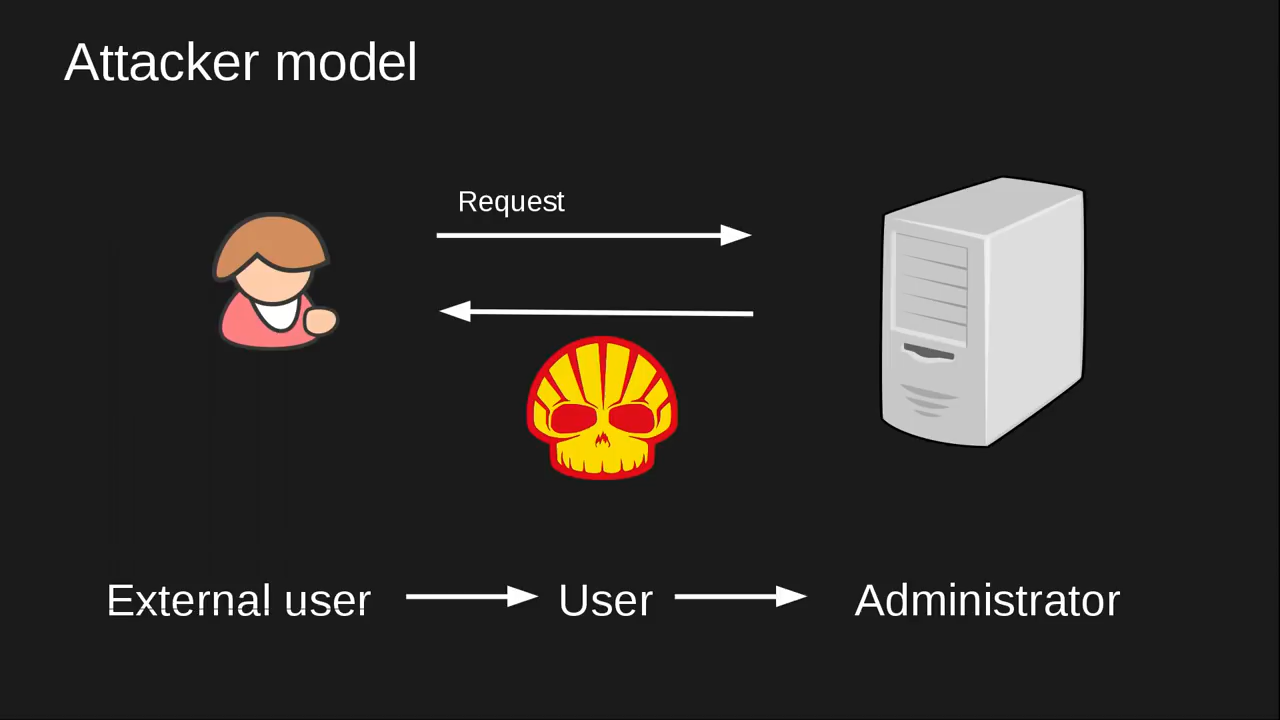 Attacker model
Request
External user
User
Administrator